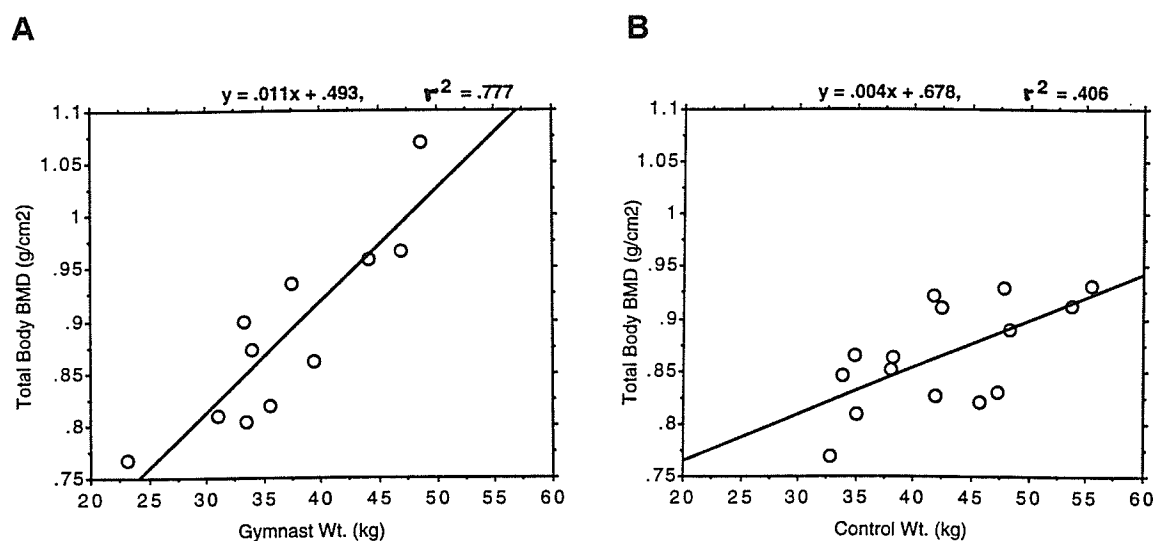 A
y = .011x + .493, r² = .777
1.1
1.05
1
.95
.9
.85
.8
.75
Total Body BMD (g/cm2)
20 25 30 35 40 45 50 55 60
Gymnast Wt. (kg)
B
y = .004x + .678, r² = .406
1.1
1.05
1
.95
.9
.85
.8
.75
Total Body BMD (g/cm2)
20 25 30 35 40 45 50 55 60
Control Wt. (kg)